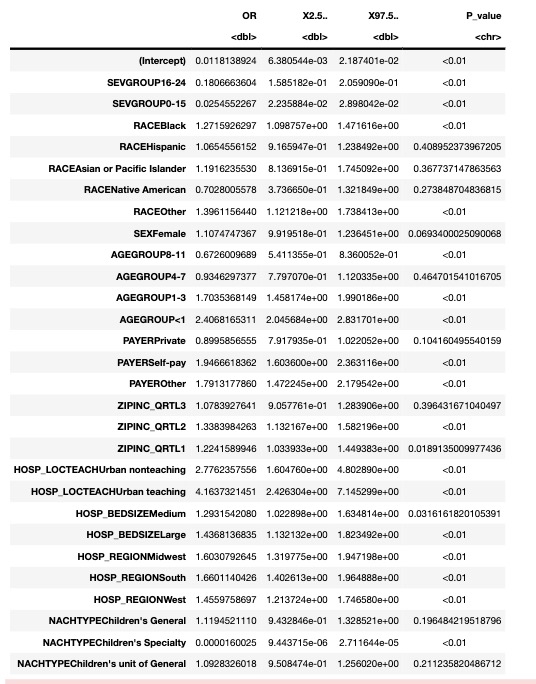 OR X2.5.. X97.5.. P_value
<dbl> <dbl> <dbl> <chr>
(Intercept) 0.0118138924 6.380544e-03 2.187401e-02 <0.01
SEVGROUP16-24 0.1806663604 1.585182e-01 2.059090e-01 <0.01
SEVGROUP0-15 0.0254552267 2.235884e-02 2.898042e-02 <0.01
RACEBlack 1.2715926297 1.098757e+00 1.471616e+00 <0.01
RACEHispanic 1.0654556152 9.165947e-01 1.238492e+00 0.408952373967205
RACEAsian or Pacific Islander 1.1916235530 8.136915e-01 1.745092e+00 0.367737147863563
RACENative American 0.7028005578 3.736650e-01 1.321849e+00 0.273848704836815
RACEOther 1.3961156440 1.121218e+00 1.738413e+00 <0.01
SEXFemale 1.1074747367 9.919518e-01 1.236451e+00 0.0693400025090068
AGEGROUP8-11 0.6726009689 5.411355e-01 8.360052e-01 <0.01
AGEGROUP4-7 0.9346297377 7.797070e-01 1.120335e+00 0.464701541016705
AGEGROUP1-3 1.7035368149 1.458174e+00 1.990186e+00 <0.01
AGEGROUP<1 2.4068165311 2.045684e+00 2.831701e+00 <0.01
PAYERPrivate 0.8995856555 7.917935e-01 1.022052e+00 0.104160495540159
PAYERSelf-pay 1.9466618362 1.603600e+00 2.363116e+00 <0.01
PAYEROther 1.7913177860 1.472245e+00 2.179542e+00 <0.01
ZIPINC_QRTL3 1.0783927641 9.057761e-01 1.283906e+00 0.396431671040497
ZIPINC_QRTL2 1.3383984263 1.132167e+00 1.582196e+00 <0.01
ZIPINC_QRTL1 1.2241589946 1.033933e+00 1.449383e+00 0.0189135009977436
HOSP_LOCTEACHUrban nonteaching 2.7762357556 1.604760e+00 4.802890e+00 <0.01
HOSP_LOCTEACHUrban teaching 4.1637321451 2.426304e+00 7.145299e+00 <0.01
HOSP_BEDSIZEMedium 1.2931542080 1.022898e+00 1.634814e+00 0.0316161820105391
HOSP_BEDSIZELarge 1.4368136835 1.132132e+00 1.823492e+00 <0.01
HOSP_REGIONMidwest 1.6030792645 1.319775e+00 1.947198e+00 <0.01
HOSP_REGIONSouth 1.6601140426 1.402613e+00 1.964888e+00 <0.01
HOSP_REGIONWest 1.4559758697 1.213724e+00 1.746580e+00 <0.01
NACHTYPEChildren's General 1.1194521110 9.432846e-01 1.328521e+00 0.196484219518796
NACHTYPEChildren's Specialty 0.0000160025 9.443715e-06 2.711644e-05 <0.01
NACHTYPEChildren's unit of General 1.0928326018 9.508474e-01 1.256020e+00 0.211235820486712